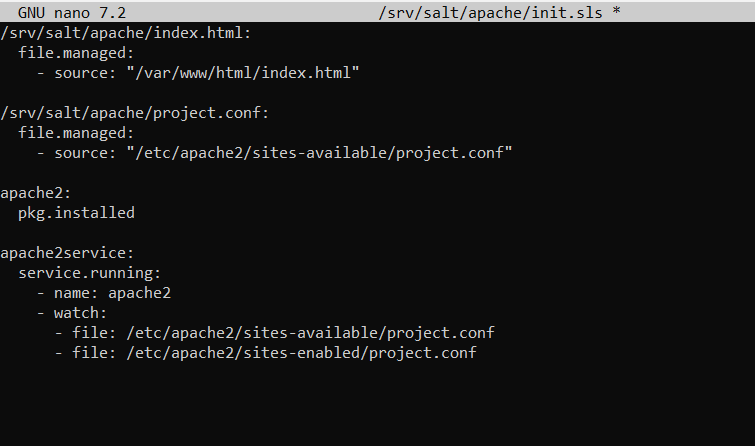 GNU nano 7.2 /srv/salt/apache/init.sls *
/srv/salt/apache/index.html:
  file.managed:
    - source: "/var/www/html/index.html"

/srv/salt/apache/project.conf:
  file.managed:
    - source: "/etc/apache2/sites-available/project.conf"

apache2:
  pkg.installed

apache2service:
  service.running:
    - name: apache2
    - watch:
      - file: /etc/apache2/sites-available/project.conf
      - file: /etc/apache2/sites-enabled/project.conf